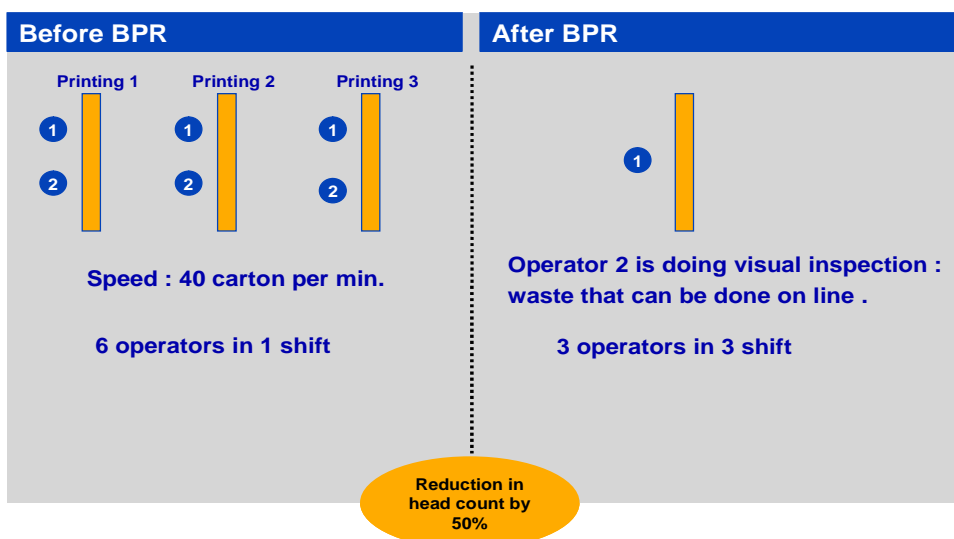 Before BPR
After BPR
Printing 1
Printing 2
Printing 3
1
1
1
2
2
2
1
Speed : 40 carton per min.
6 operators in 1 shift
Operator 2 is doing visual inspection :
waste that can be done on line .
3 operators in 3 shift
Reduction in
head count by
50%